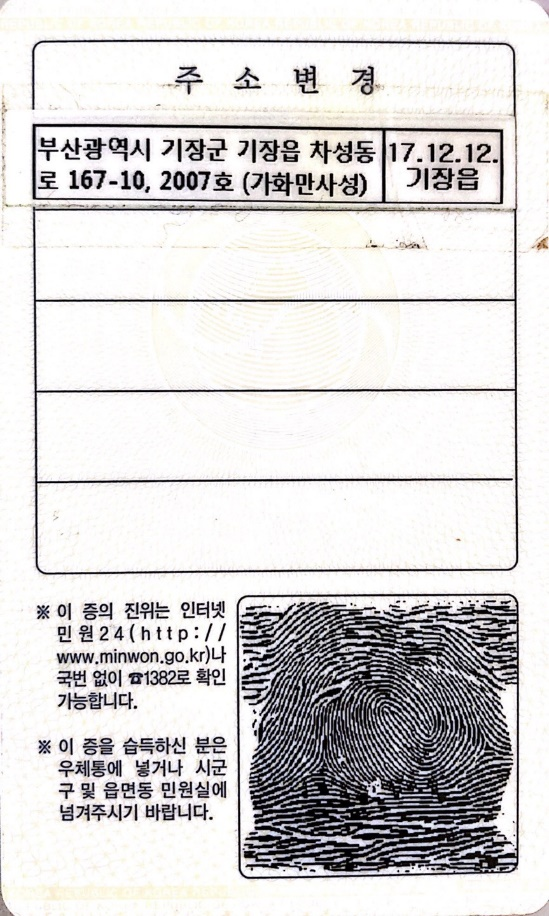 주 소 변 경
부산광역시 기장군 기장읍 차성동
로 167-10, 2007호 (가화만사성)
17.12.12.
기장읍
※ 이 증의 진위는 인터넷
민원24(http://
www.minwon.go.kr)나
국번 없이 ☎1382로 확인
가능합니다.
※ 이 증을 습득하신 분은
우체통에 넣거나 시군
구 및 읍면동 민원실에
넘겨주시기 바랍니다.